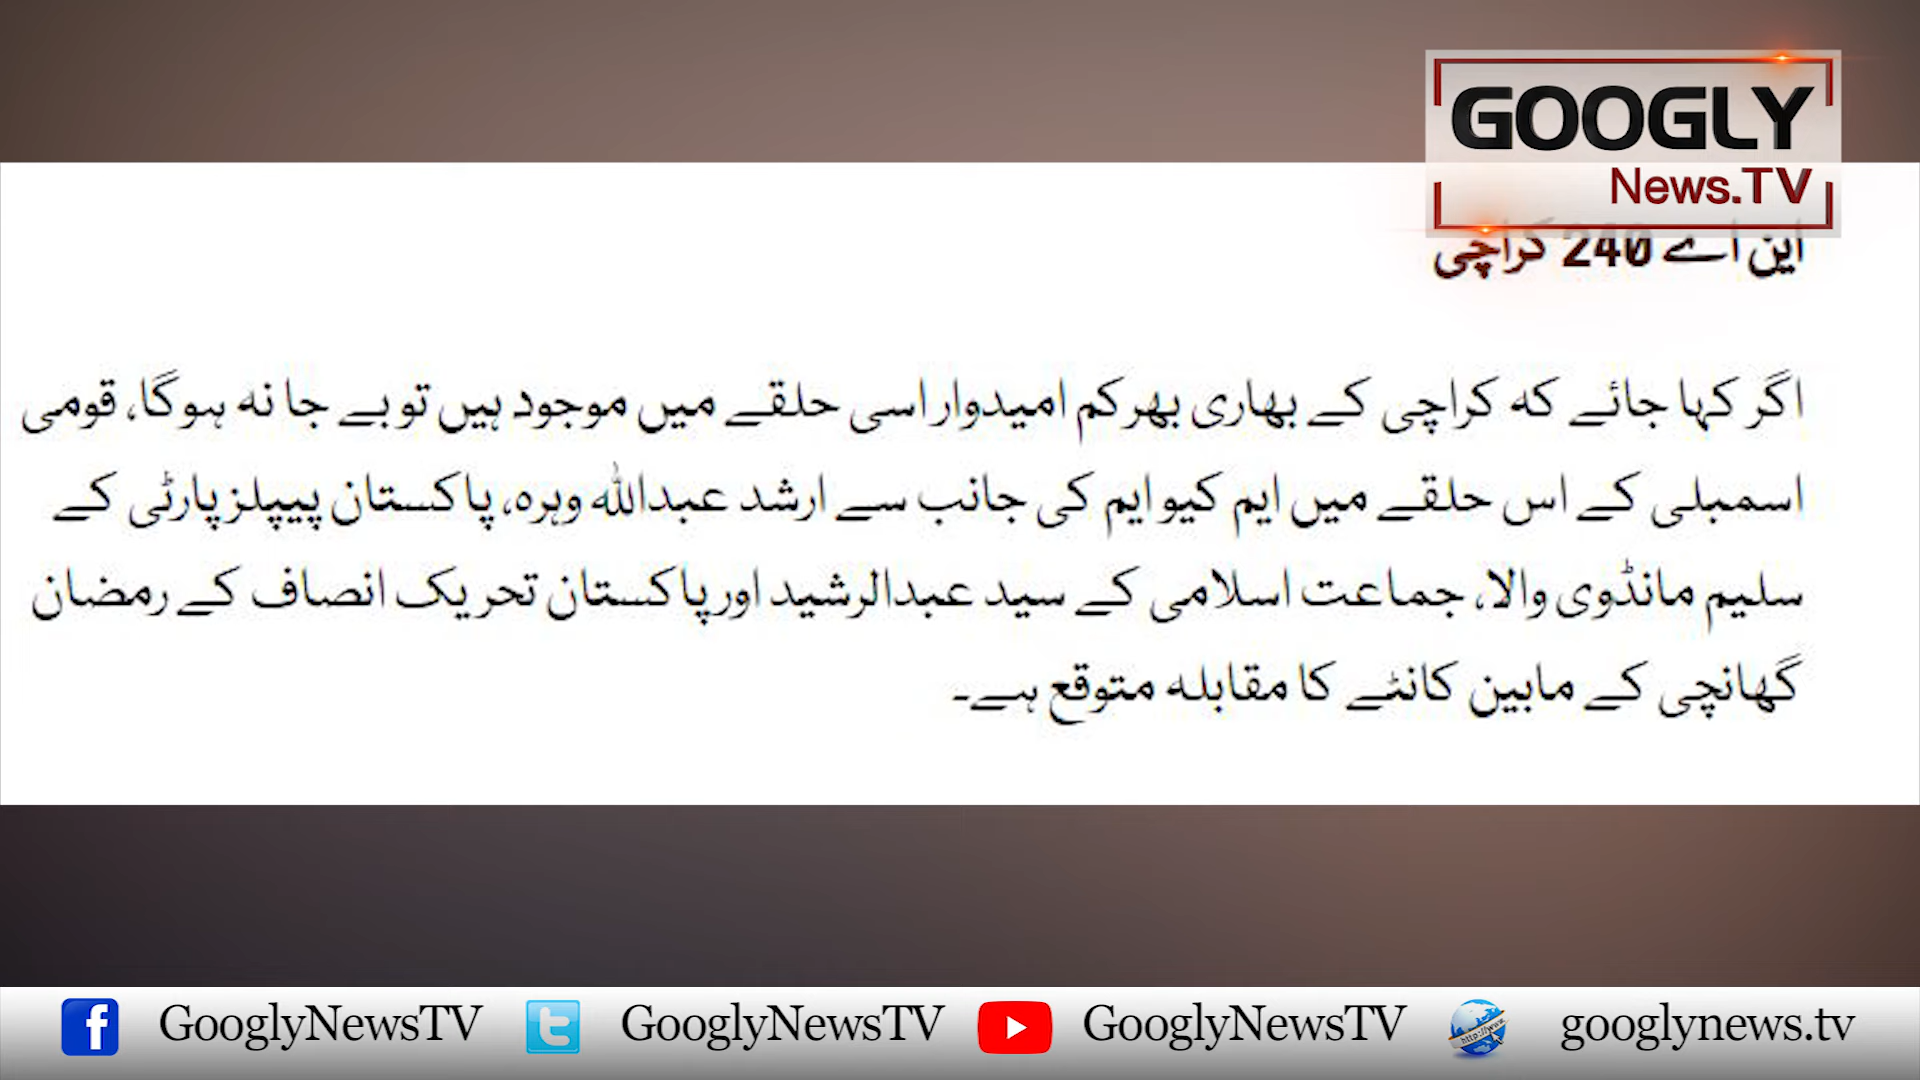 GOOGLY
News.TV
این اے 240 کراچی
اگر کہا جائے کہ کراچی کے بھاری بھرکم امیدوار اسی حلقے میں موجود ہیں تو بے جا نہ ہوگا، قومی
اسمبلی کے اس حلقے میں ایم کیو ایم کی جانب سے ارشد عبداللہ وہرہ، پاکستان پیپلز پارٹی کے
سلیم مانڈوی والا، جماعت اسلامی کے سید عبدالرشید اور پاکستان تحریک انصاف کے رمضان
گھانچی کے مابین کانٹے کا مقابلہ متوقع ہے۔
GooglyNewsTV GooglyNewsTV GooglyNewsTV googlynews.tv